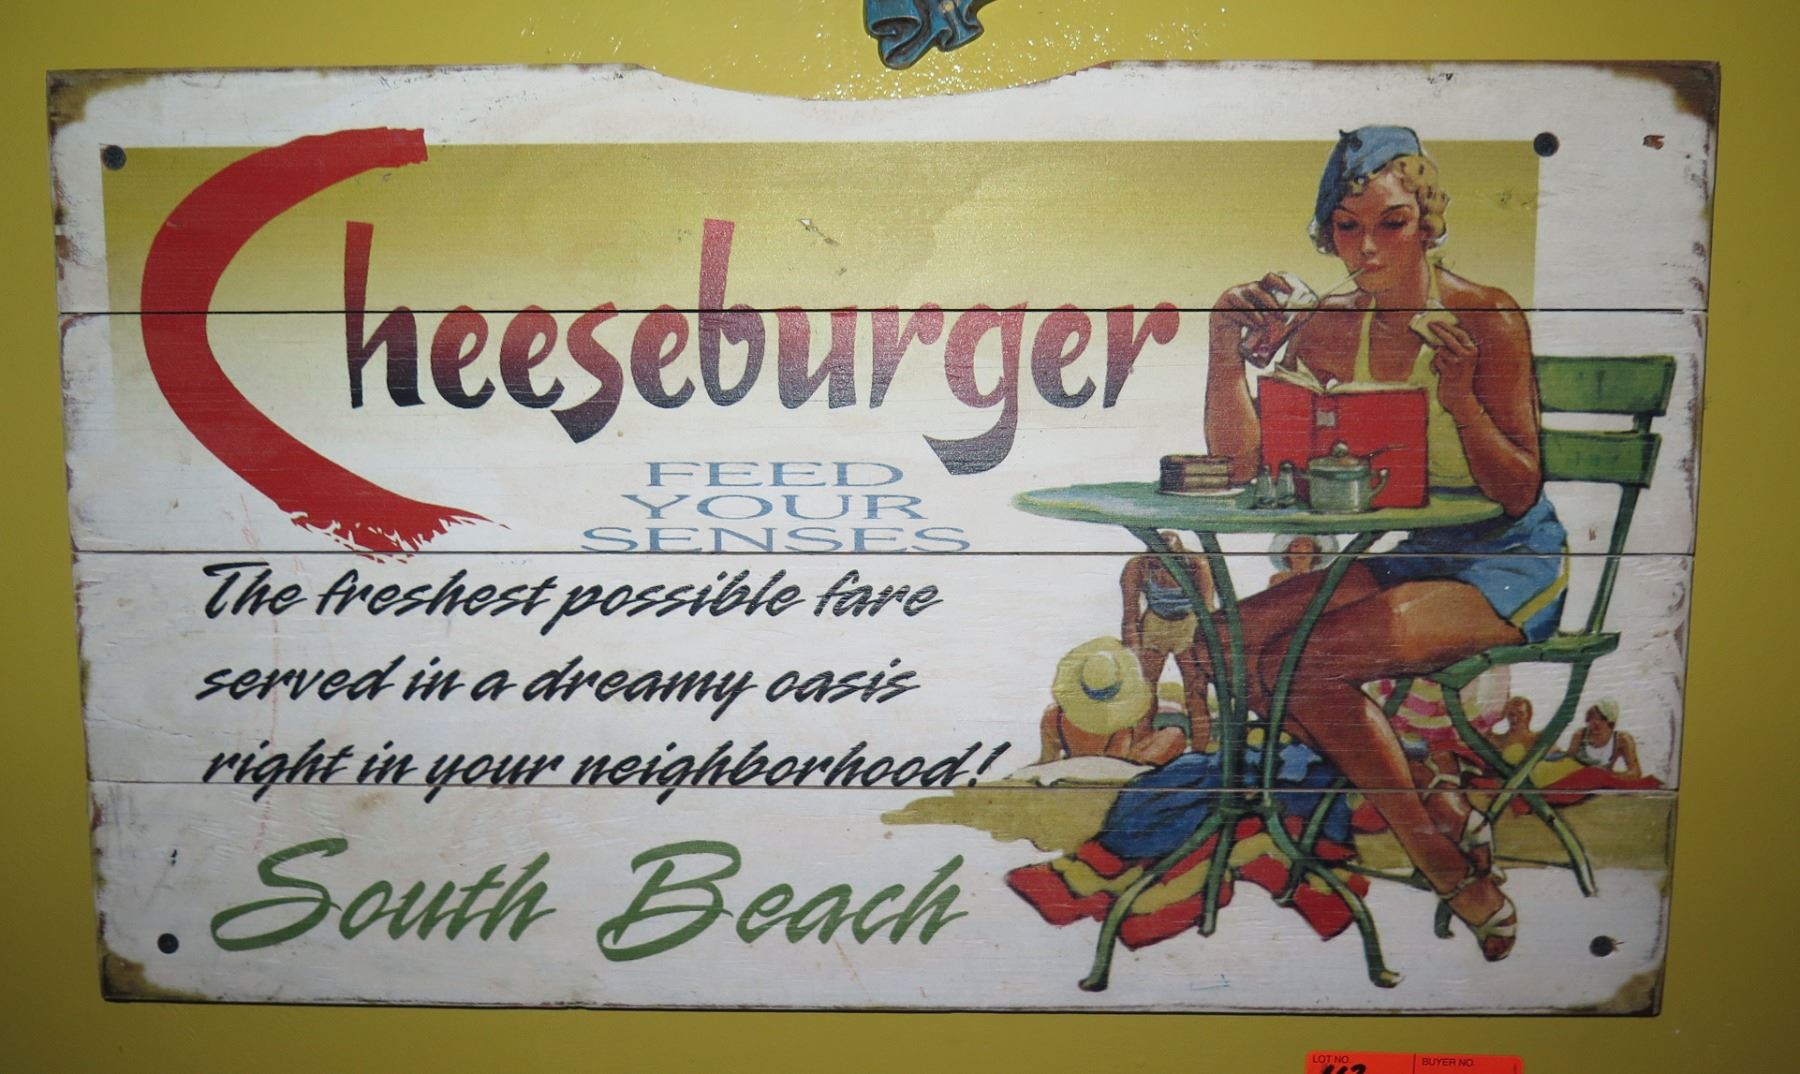 Cheeseburger
FEED
YOUR
SENSES
The freshest possible fare
served in a dreamy oasis
right in your neighborhood!
South Beach
LOT NO. BUYER NO.